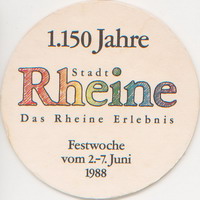 1.150 Jahre
Stadt
Rheine
Das Rheine Erlebnis
Festwoche
vom 2.-7. Juni
1988